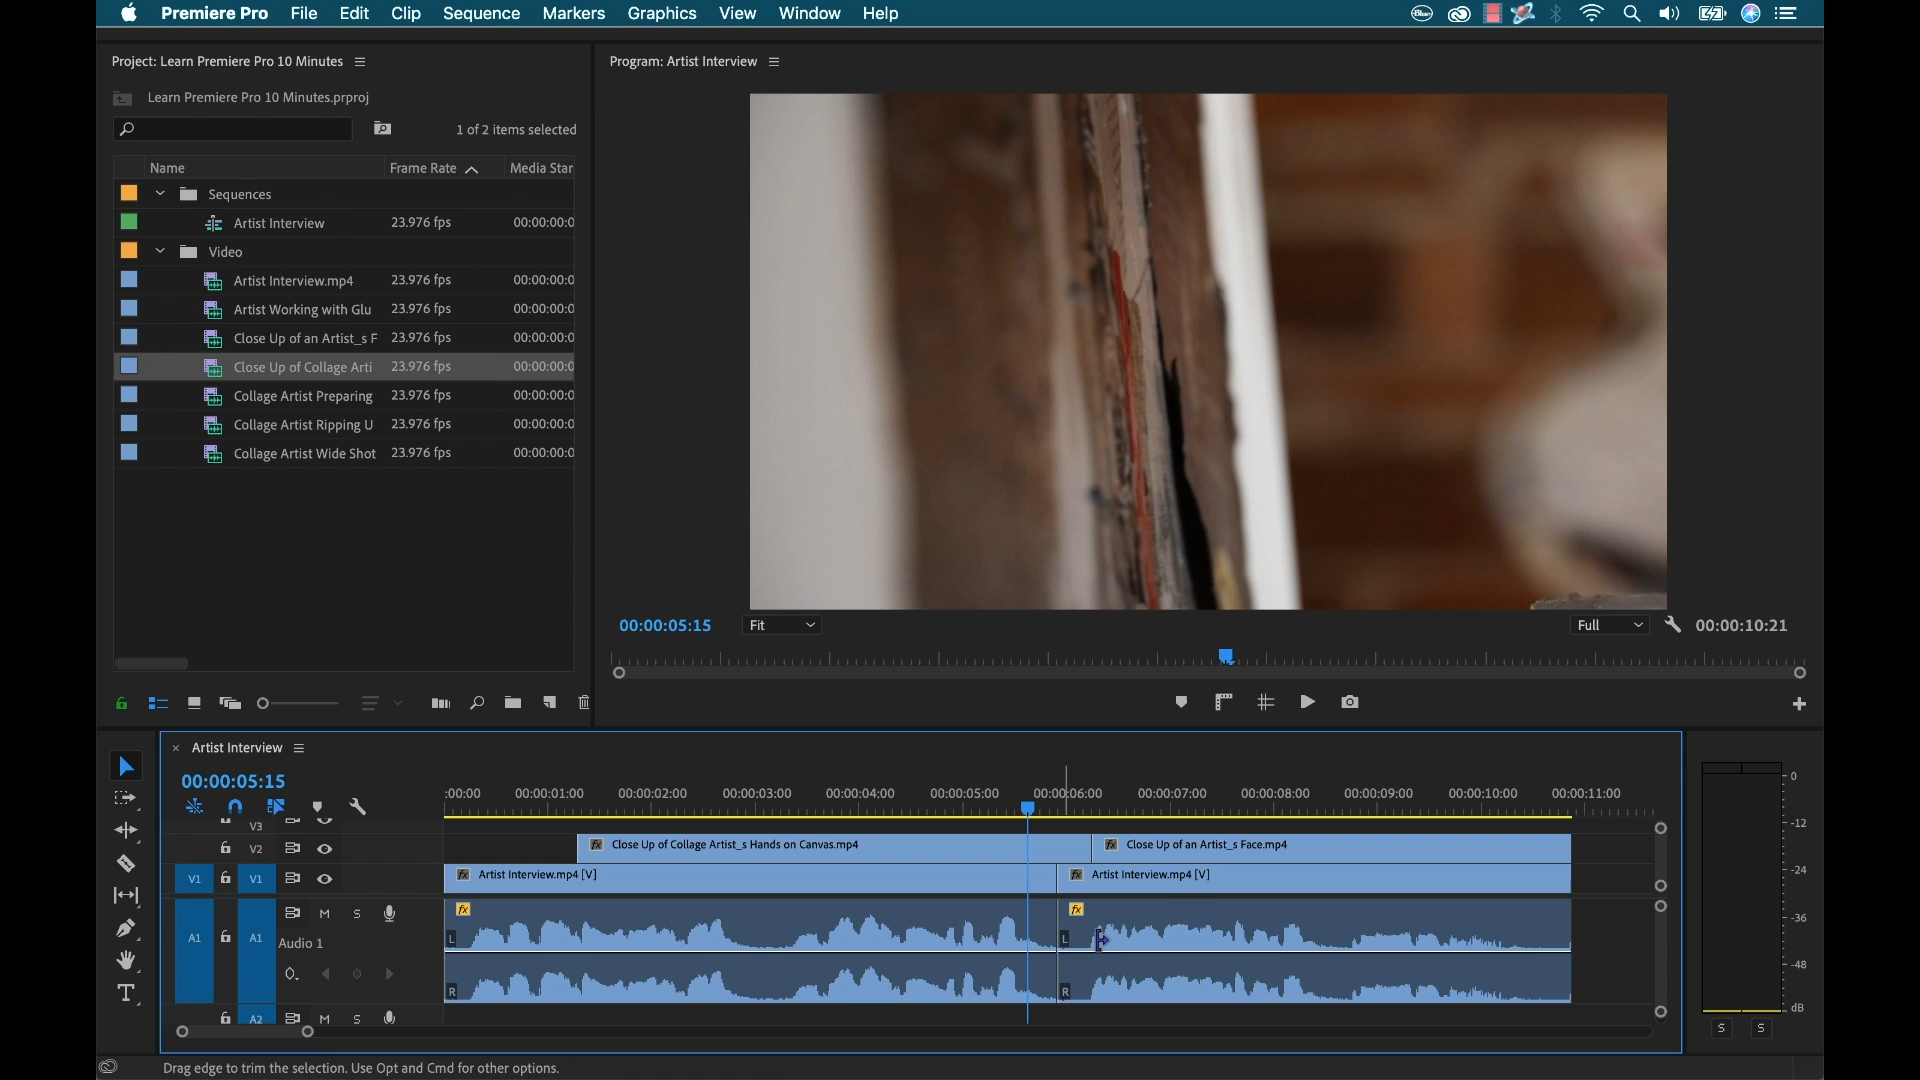 Premiere Pro File Edit Clip Sequence Markers Graphics View Window Help
Project: Learn Premiere Pro 10 Minutes
Learn Premiere Pro 10 Minutes.prproj
1 of 2 items selected
Name Frame Rate Media Star
Sequences
Artist Interview 23.976 fps 00:00:00:0
Video
Artist Interview.mp4 23.976 fps 00:00:00:0
Artist Working with Glu 23.976 fps 00:00:00:0
Close Up of an Artist_s F 23.976 fps 00:00:00:0
Close Up of Collage Arti 23.976 fps 00:00:00:0
Collage Artist Preparing 23.976 fps 00:00:00:0
Collage Artist Ripping U 23.976 fps 00:00:00:0
Collage Artist Wide Shot 23.976 fps 00:00:00:0
Program: Artist Interview
00:00:05:15 Fit Full 00:00:10:21
Artist Interview
00:00:05:15
:00:00 00:00:01:00 00:00:02:00 00:00:03:00 00:00:04:00 00:00:05:00 00:00:06:00 00:00:07:00 00:00:08:00 00:00:09:00 00:00:10:00 00:00:11:00
V3
V2 fx Close Up of Collage Artist_s Hands on Canvas.mp4 fx Close Up of an Artist_s Face.mp4
V1 V1 fx Artist Interview.mp4 [V] fx Artist Interview.mp4 [V]
M S fx fx
A1 A1 L L
Audio 1
R R
A2 M S
0
-12
-24
-36
-48
dB
S S
Drag edge to trim the selection. Use Opt and Cmd for other options.